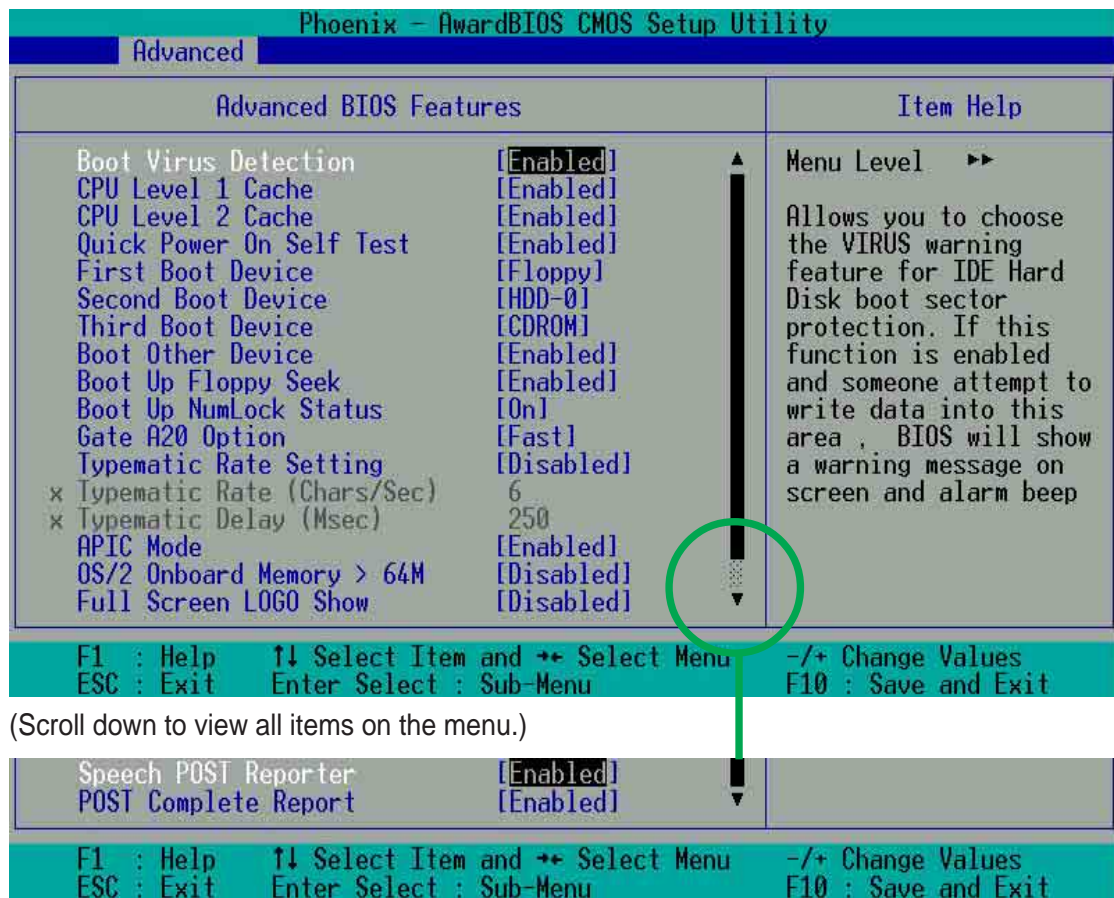 Phoenix - AwardBIOS CMOS Setup Utility
Advanced
Advanced BIOS Features
Item Help
Boot Virus Detection [Enabled]
CPU Level 1 Cache [Enabled]
CPU Level 2 Cache [Enabled]
Quick Power On Self Test [Enabled]
First Boot Device [Floppy]
Second Boot Device [HDD-0]
Third Boot Device [CDROM]
Boot Other Device [Enabled]
Boot Up Floppy Seek [Enabled]
Boot Up NumLock Status [On]
Gate A20 Option [Fast]
Typematic Rate Setting [Disabled]
x Typematic Rate (Chars/Sec) 6
x Typematic Delay (Msec) 250
APIC Mode [Enabled]
OS/2 Onboard Memory > 64M [Disabled]
Full Screen LOGO Show [Disabled]
Menu Level ▸▸
Allows you to choose
the VIRUS warning
feature for IDE Hard
Disk boot sector
protection. If this
function is enabled
and someone attempt to
write data into this
area , BIOS will show
a warning message on
screen and alarm beep
F1 : Help ↑↓ Select Item and →← Select Menu -/+ Change Values
ESC : Exit Enter Select : Sub-Menu F10 : Save and Exit
(Scroll down to view all items on the menu.)
Speech POST Reporter [Enabled]
POST Complete Report [Enabled]
F1 : Help ↑↓ Select Item and →← Select Menu -/+ Change Values
ESC : Exit Enter Select : Sub-Menu F10 : Save and Exit